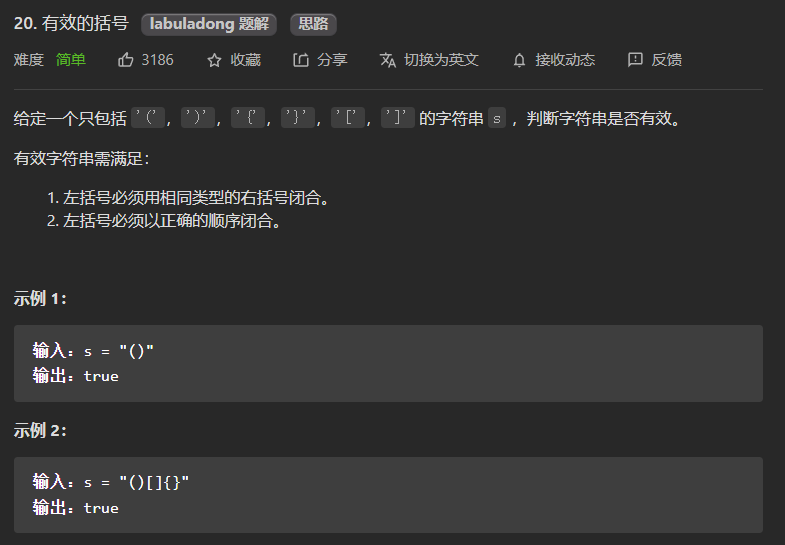 20. 有效的括号 labuladong 题解 思路
难度 简单 3186 收藏 分享 切换为英文 接收动态 反馈
给定一个只包括 '('，')'，'{'，'}'，'['，']' 的字符串 s ，判断字符串是否有效。
有效字符串需满足：
1. 左括号必须用相同类型的右括号闭合。
2. 左括号必须以正确的顺序闭合。
示例 1：
输入：s = "()"
输出：true
示例 2：
输入：s = "()[]{}"
输出：true